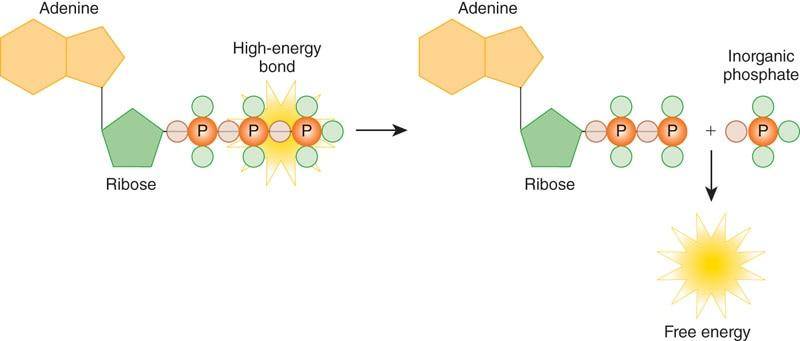 Adenine
High-energy
bond
P P P
Ribose
Adenine
Inorganic
phosphate
P P + P
Ribose
Free energy